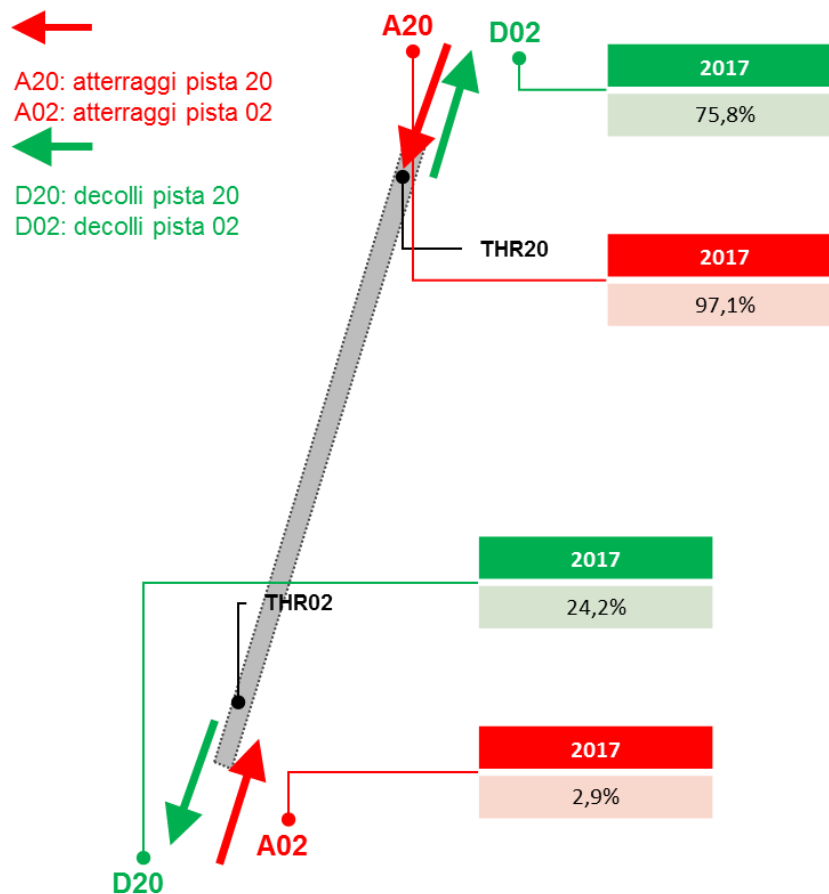 A20: atterraggi pista 20
A02: atterraggi pista 02
D20: decolli pista 20
D02: decolli pista 02
A20
D02
2017
75,8%
THR20
2017
97,1%
2017
24,2%
THR02
2017
2,9%
A02
D20